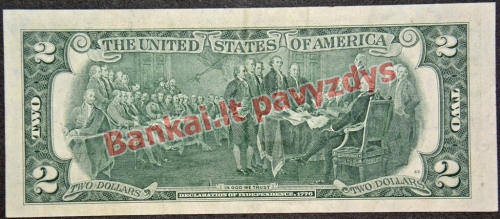 THE UNITED STATES OF AMERICA
2 2
TWO TWO
Bankai.lt pavyzdys
2 2
TWO DOLLARS TWO DOLLARS
IN GOD WE TRUST
DECLARATION OF INDEPENDENCE, 1776